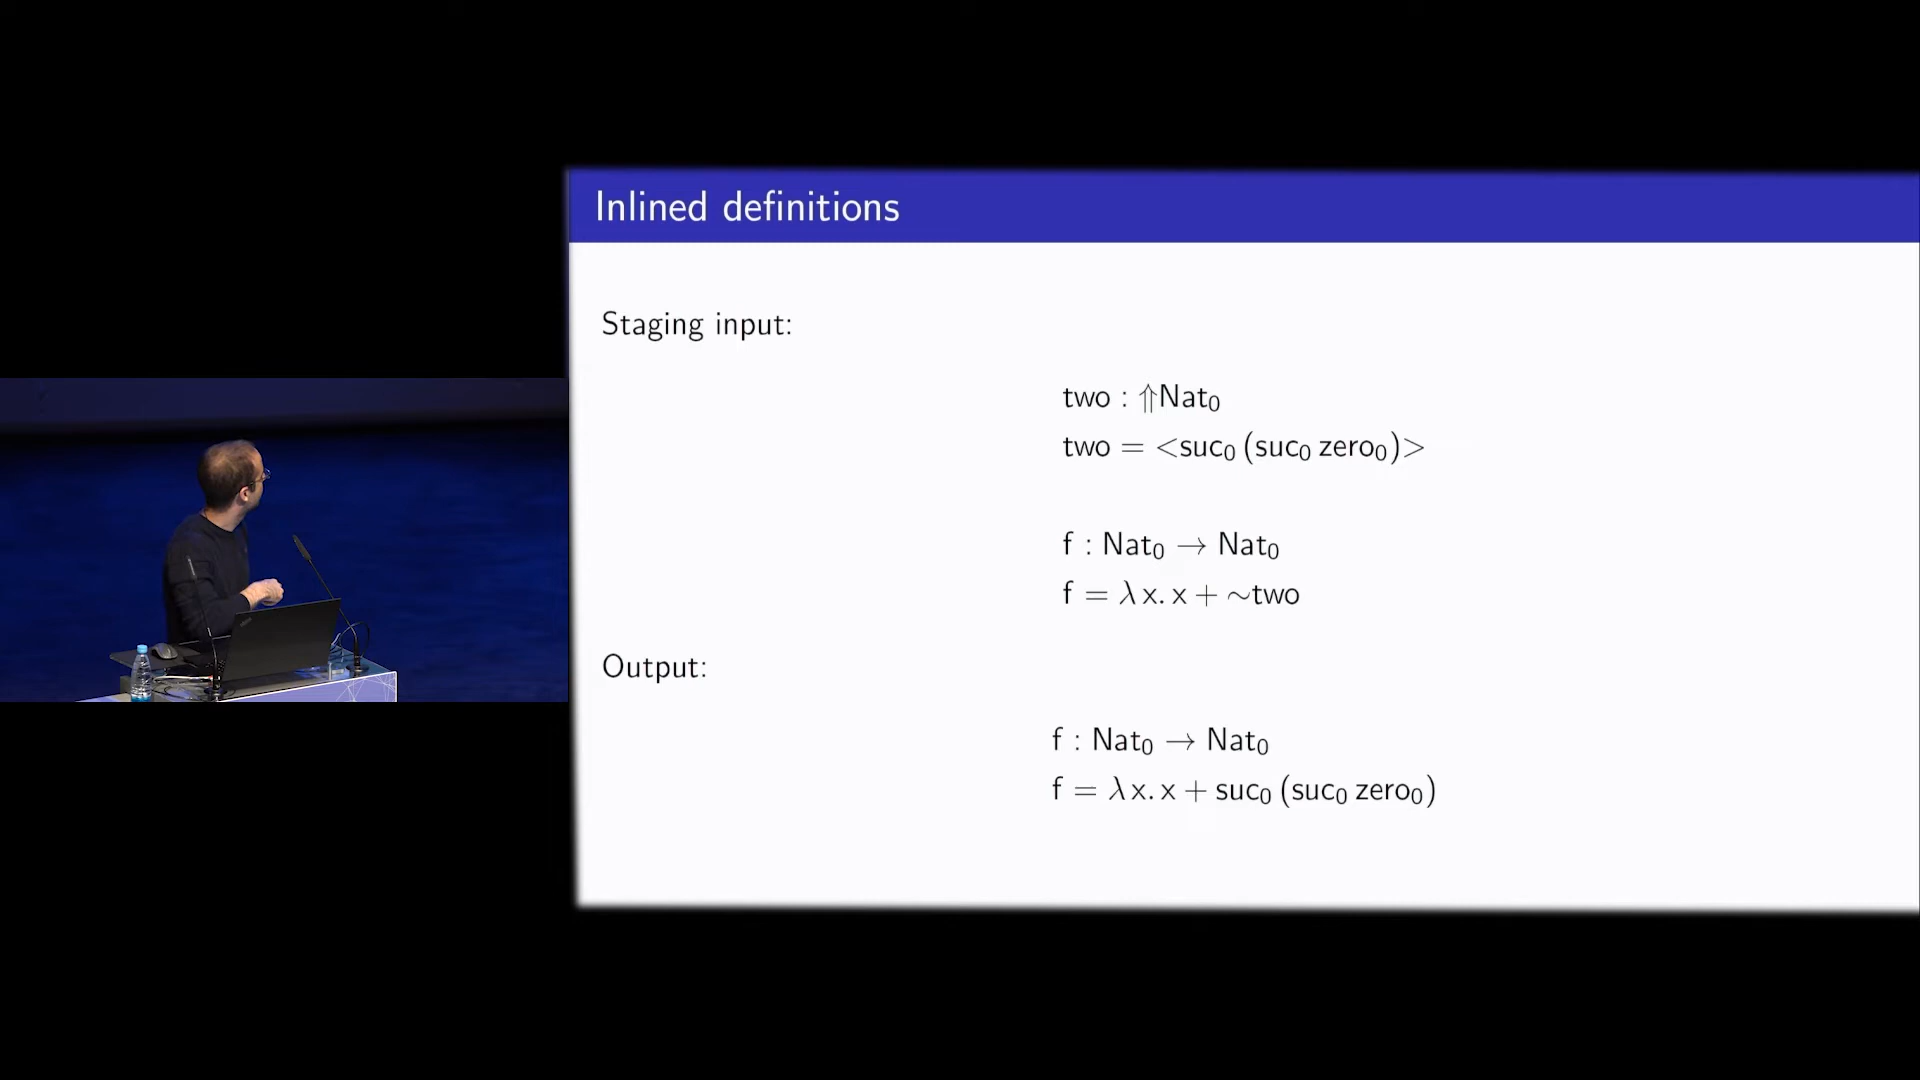 Inlined definitions
Staging input:
two : ⇑Nat₀
two = <suc₀ (suc₀ zero₀)>
f : Nat₀ → Nat₀
f = λ x. x + ∼two
Output:
f : Nat₀ → Nat₀
f = λ x. x + suc₀ (suc₀ zero₀)